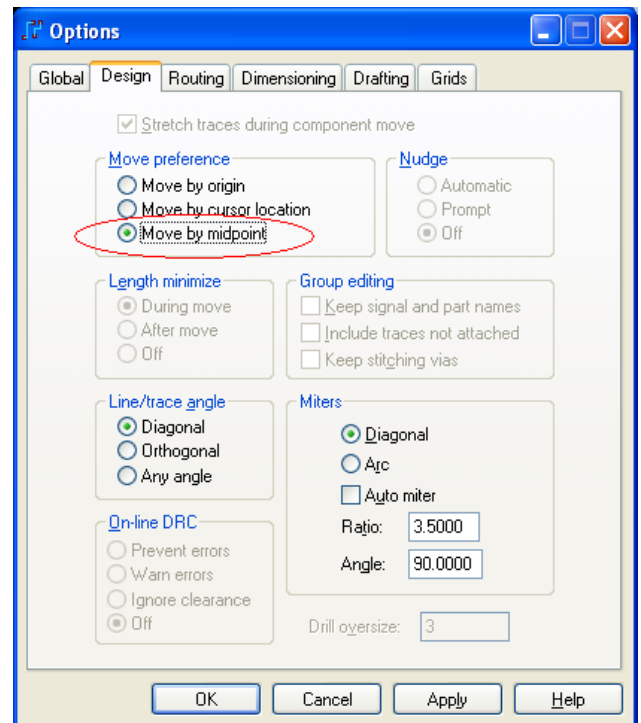 Options
Global Design Routing Dimensioning Drafting Grids
Stretch traces during component move
Move preference
Move by origin
Move by cursor location
Move by midpoint
Nudge
Automatic
Prompt
Off
Length minimize
During move
After move
Off
Group editing
Keep signal and part names
Include traces not attached
Keep stitching vias
Line/trace angle
Diagonal
Orthogonal
Any angle
Miters
Diagonal
Arc
Auto miter
Ratio: 3.5000
Angle: 90.0000
On-line DRC
Prevent errors
Warn errors
Ignore clearance
Off
Drill oversize: 3
OK Cancel Apply Help